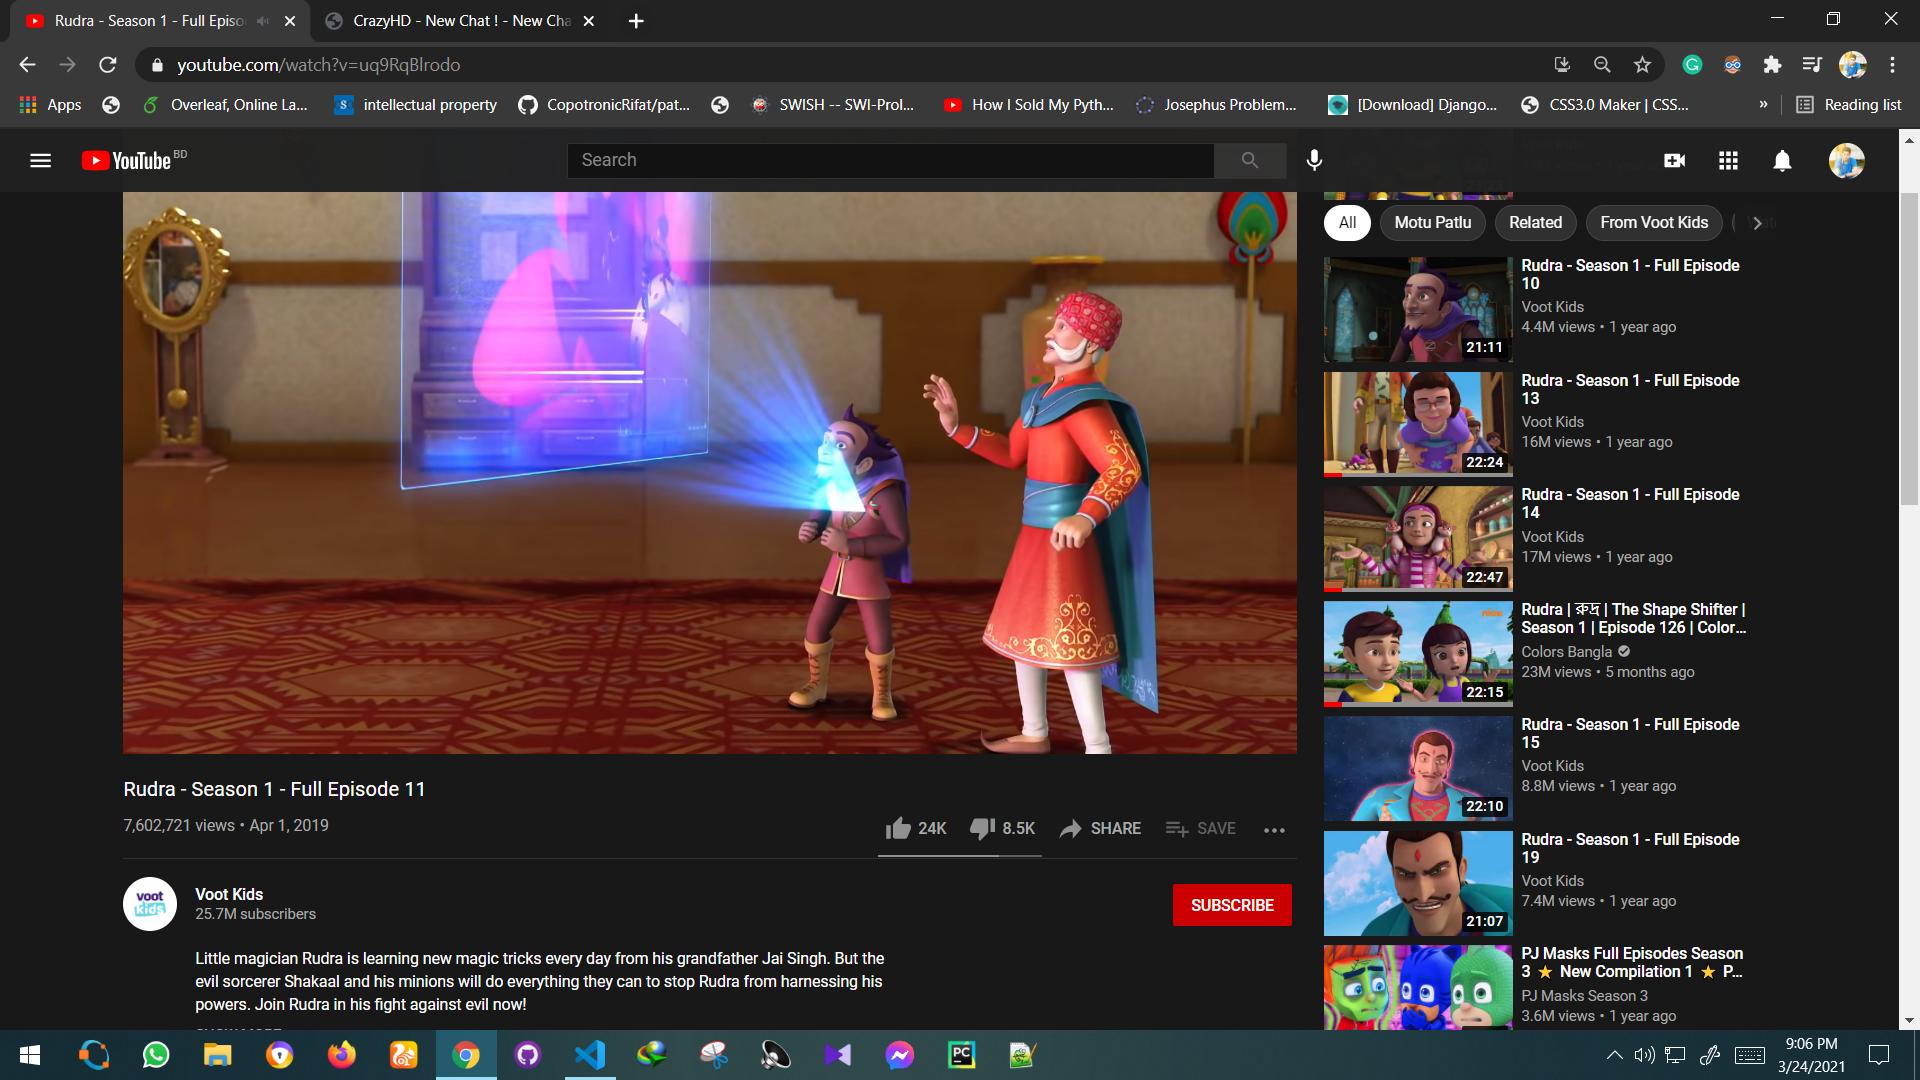 Rudra - Season 1 - Full Episo
CrazyHD - New Chat ! - New Cha
youtube.com/watch?v=uq9RqBlrodo
Apps
Overleaf, Online La...
intellectual property
CopotronicRifat/pat...
SWISH -- SWI-Prol...
How I Sold My Pyth...
Josephus Problem...
[Download] Django...
CSS3.0 Maker | CSS...
»
Reading list
YouTube BD
Search
All
Motu Patlu
Related
From Voot Kids
Rudra - Season 1 - Full Episode
10
Voot Kids
4.4M views • 1 year ago
21:11
Rudra - Season 1 - Full Episode
13
Voot Kids
16M views • 1 year ago
22:24
Rudra - Season 1 - Full Episode
14
Voot Kids
17M views • 1 year ago
22:47
Rudra | रुद्र | The Shape Shifter |
Season 1 | Episode 126 | Color...
Colors Bangla
23M views • 5 months ago
nick
22:15
Rudra - Season 1 - Full Episode
15
Voot Kids
8.8M views • 1 year ago
22:10
Rudra - Season 1 - Full Episode
19
Voot Kids
7.4M views • 1 year ago
21:07
PJ Masks Full Episodes Season
3 ⭐ New Compilation 1 ⭐ P...
PJ Masks Season 3
3.6M views • 1 year ago
Rudra - Season 1 - Full Episode 11
7,602,721 views • Apr 1, 2019
24K
8.5K
SHARE
SAVE
voot
kids
Voot Kids
25.7M subscribers
SUBSCRIBE
Little magician Rudra is learning new magic tricks every day from his grandfather Jai Singh. But the
evil sorcerer Shakaal and his minions will do everything they can to stop Rudra from harnessing his
powers. Join Rudra in his fight against evil now!
SHOW MORE
PC
9:06 PM
3/24/2021